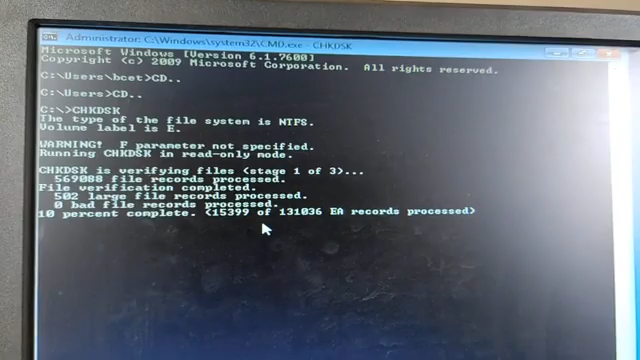 Administrator: C:\Windows\system32\CMD.exe - CHKDSK
Microsoft Windows [Version 6.1.7600]
Copyright (c) 2009 Microsoft Corporation. All rights reserved.
C:\Users\bcet>CD..
C:\Users>CD..
C:\>CHKDSK
The type of the file system is NTFS.
Volume label is E.
WARNING! F parameter not specified.
Running CHKDSK in read-only mode.
CHKDSK is verifying files (stage 1 of 3)...
569088 file records processed.
File verification completed.
502 large file records processed.
0 bad file records processed.
10 percent complete. (15399 of 131036 EA records processed)